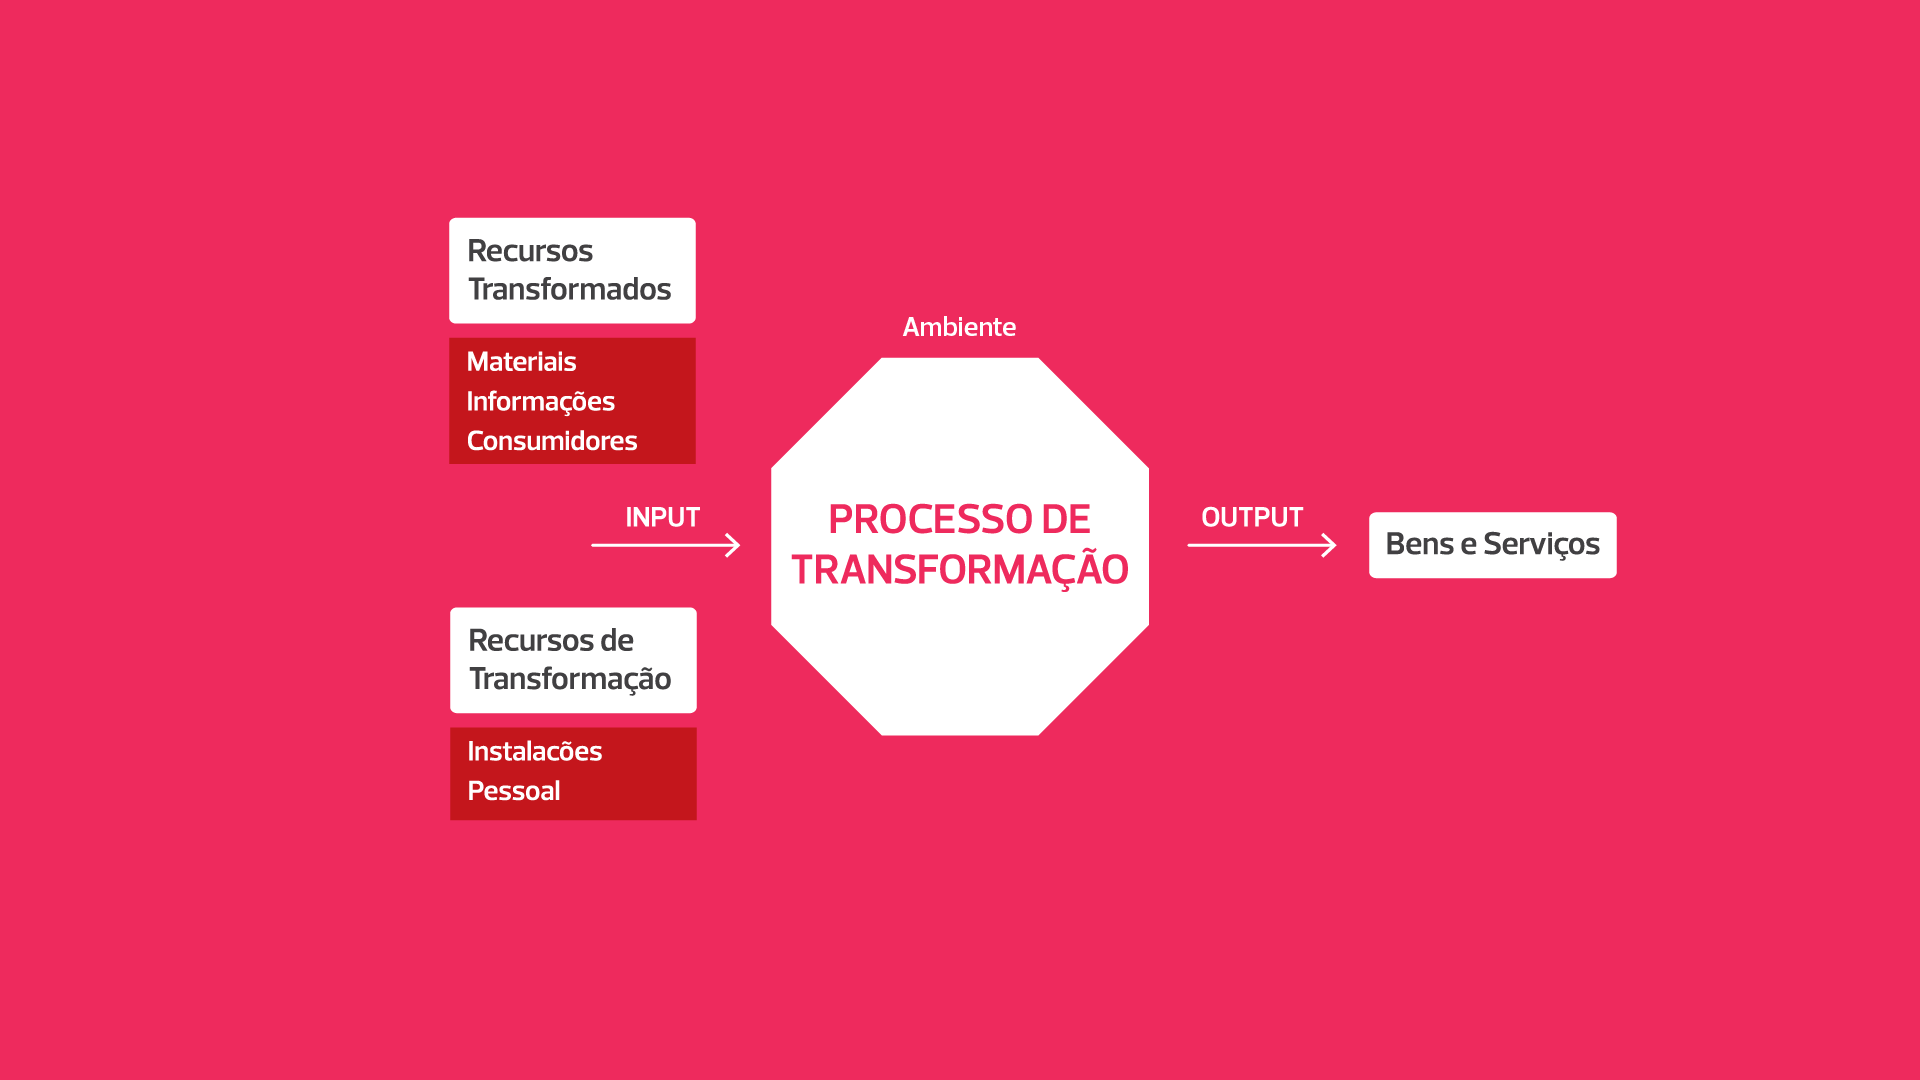 Recursos
Transformados
Materiais
Informações
Consumidores
INPUT
Recursos de
Transformação
Instalacões
Pessoal
Ambiente
PROCESSO DE
TRANSFORMAÇÃO
OUTPUT
Bens e Serviços